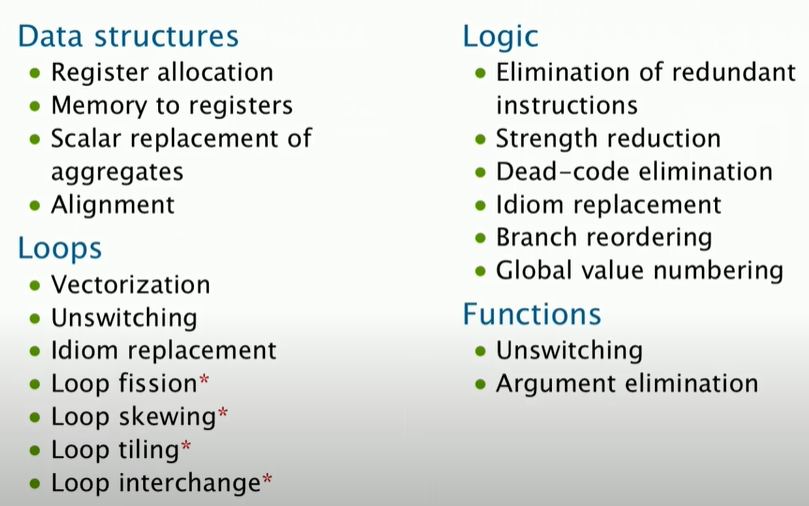 Data structures
Register allocation
Memory to registers
Scalar replacement of
aggregates
Alignment
Loops
Vectorization
Unswitching
Idiom replacement
Loop fission*
Loop skewing*
Loop tiling*
Loop interchange*
Logic
Elimination of redundant
instructions
Strength reduction
Dead-code elimination
Idiom replacement
Branch reordering
Global value numbering
Functions
Unswitching
Argument elimination